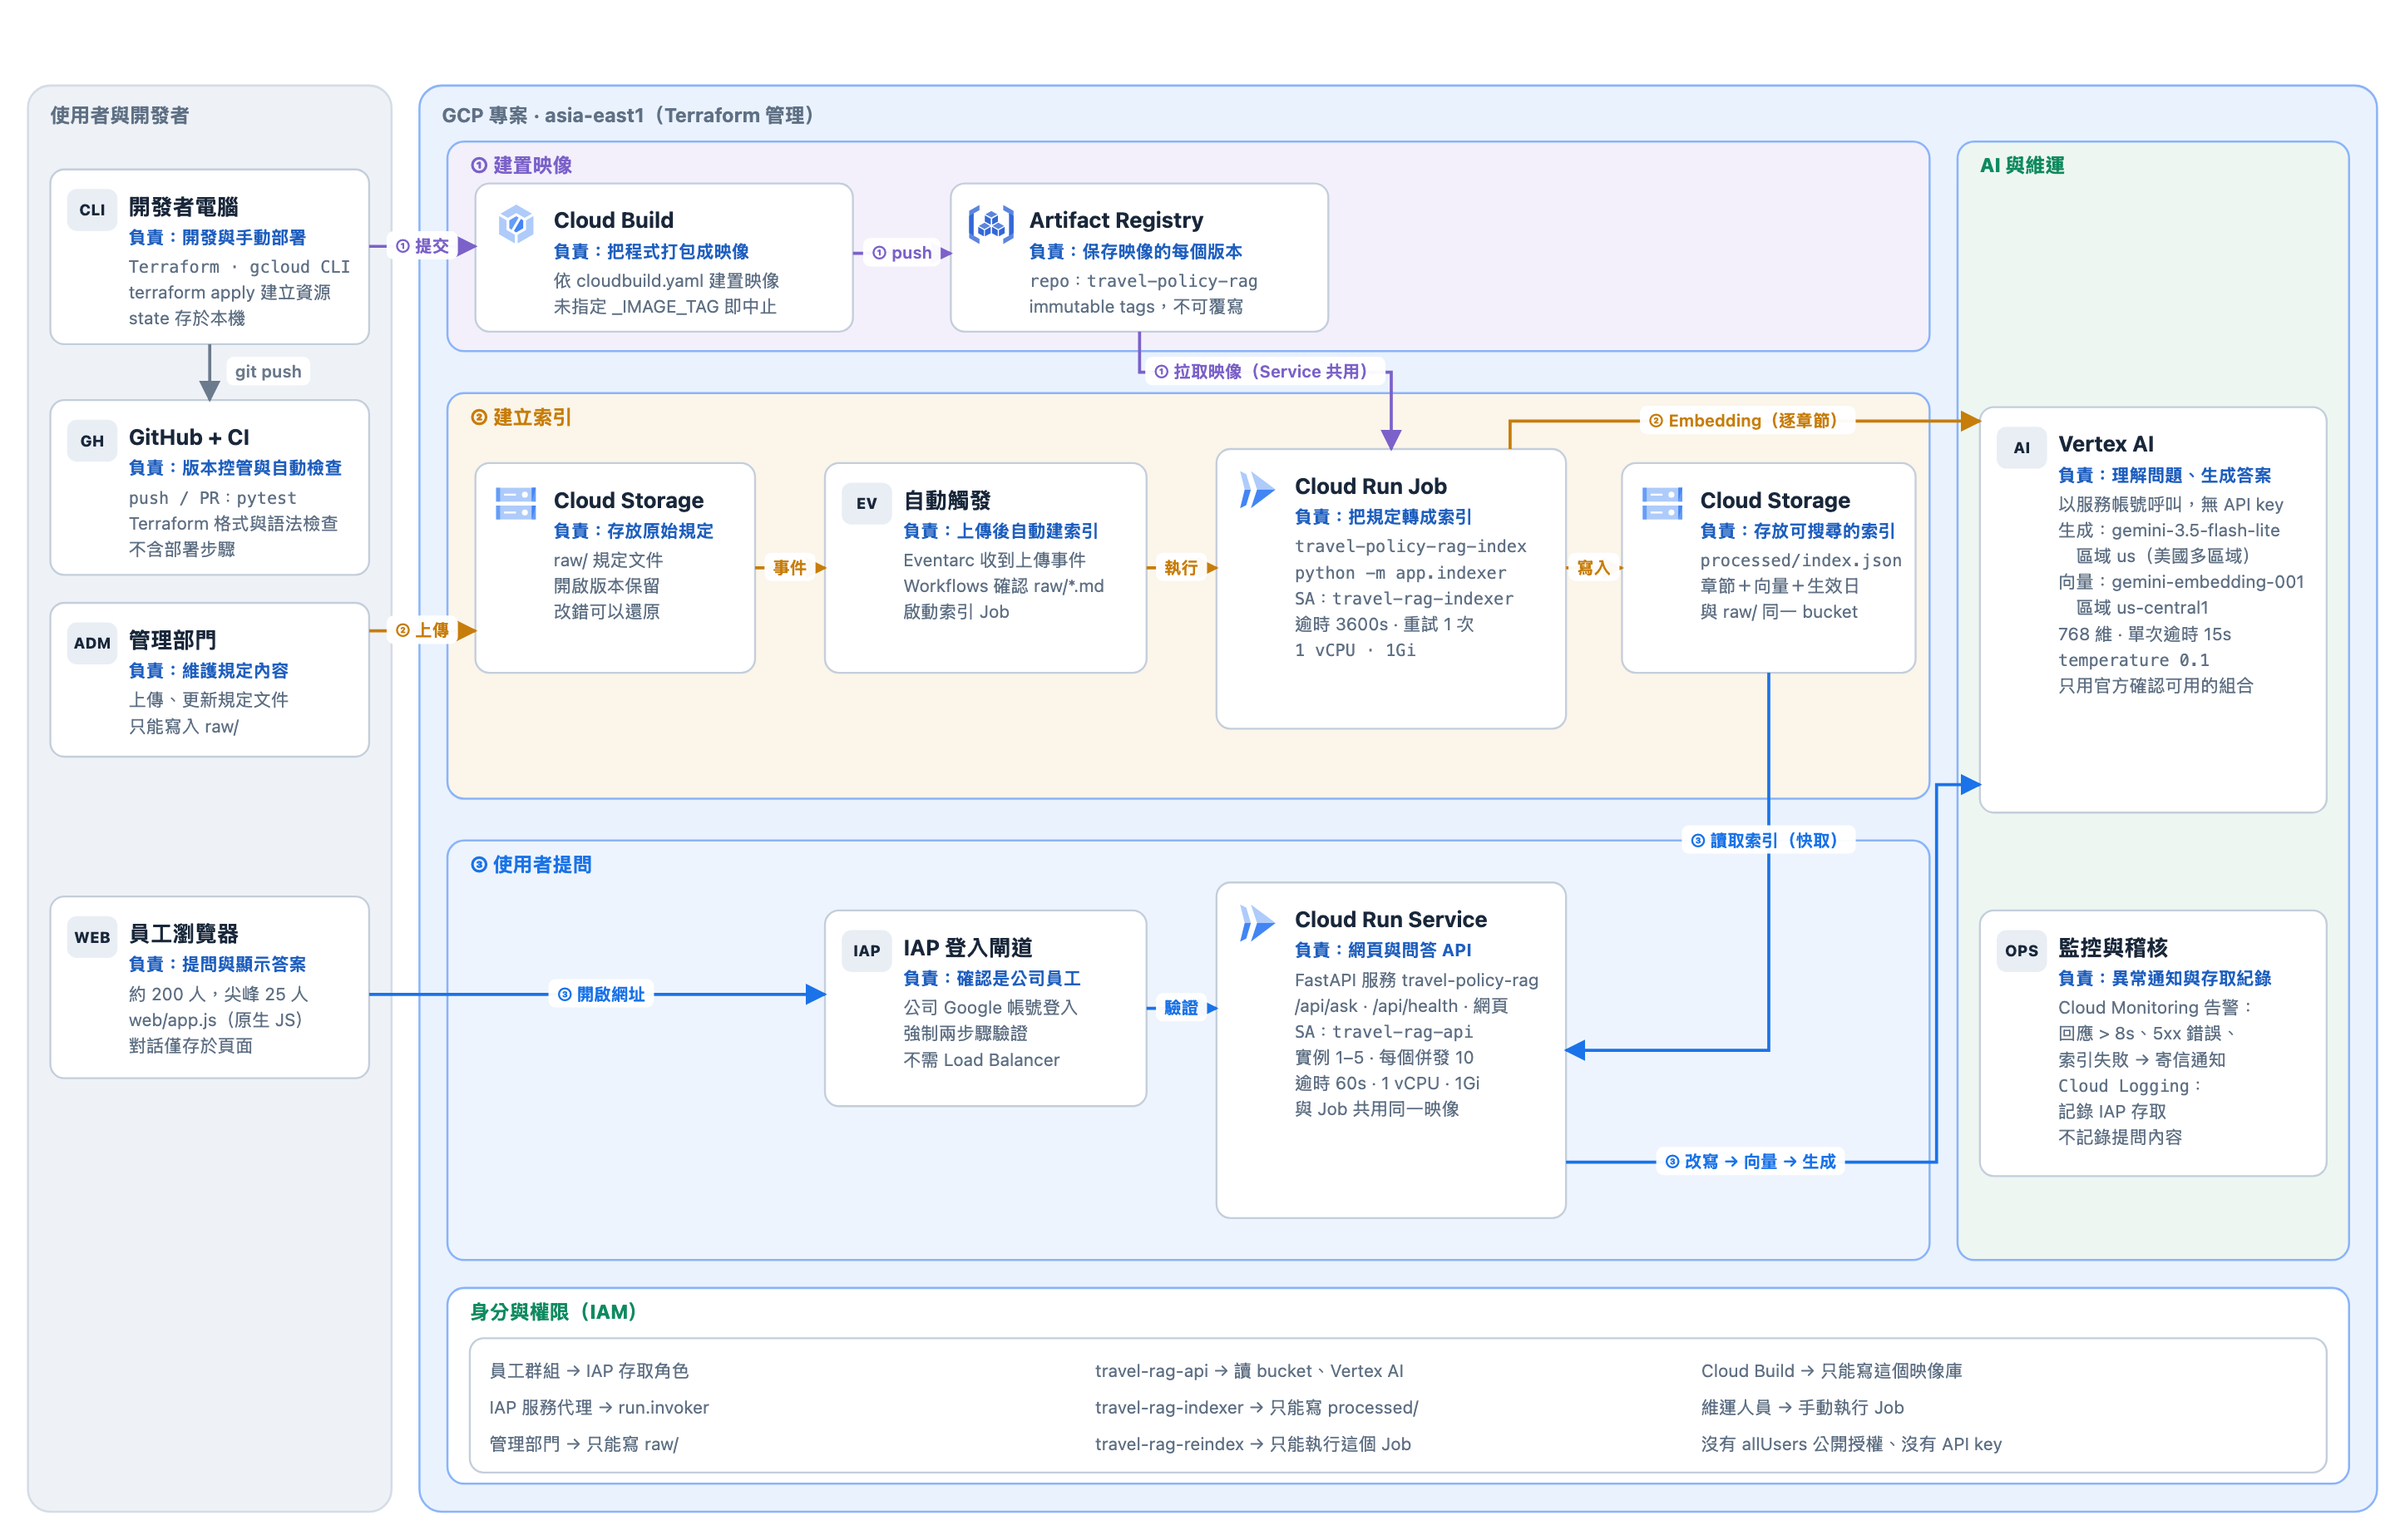 使用者與開發者
CLI
開發者電腦
負責：開發與手動部署
Terraform · gcloud CLI
terraform apply 建立資源
state 存於本機
git push
GH
GitHub + CI
負責：版本控管與自動檢查
push / PR：pytest
Terraform 格式與語法檢查
不含部署步驟
ADM
管理部門
負責：維護規定內容
上傳、更新規定文件
只能寫入 raw/
WEB
員工瀏覽器
負責：提問與顯示答案
約 200 人，尖峰 25 人
web/app.js（原生 JS）
對話僅存於頁面
GCP 專案 · asia-east1（Terraform 管理）
① 建置映像
① 提交
Cloud Build
負責：把程式打包成映像
依 cloudbuild.yaml 建置映像
未指定 _IMAGE_TAG 即中止
① push
Artifact Registry
負責：保存映像的每個版本
repo：travel-policy-rag
immutable tags，不可覆寫
① 拉取映像（Service 共用）
② 建立索引
② 上傳
Cloud Storage
負責：存放原始規定
raw/ 規定文件
開啟版本保留
改錯可以還原
事件
EV
自動觸發
負責：上傳後自動建索引
Eventarc 收到上傳事件
Workflows 確認 raw/*.md
啟動索引 Job
執行
Cloud Run Job
負責：把規定轉成索引
travel-policy-rag-index
python -m app.indexer
SA：travel-rag-indexer
逾時 3600s · 重試 1 次
1 vCPU · 1Gi
② Embedding（逐章節）
寫入
Cloud Storage
負責：存放可搜尋的索引
processed/index.json
章節＋向量＋生效日
與 raw/ 同一 bucket
③ 讀取索引（快取）
③ 使用者提問
③ 開啟網址
IAP
IAP 登入閘道
負責：確認是公司員工
公司 Google 帳號登入
強制兩步驟驗證
不需 Load Balancer
驗證
Cloud Run Service
負責：網頁與問答 API
FastAPI 服務 travel-policy-rag
/api/ask · /api/health · 網頁
SA：travel-rag-api
實例 1–5 · 每個併發 10
逾時 60s · 1 vCPU · 1Gi
與 Job 共用同一映像
③ 改寫 → 向量 → 生成
AI 與維運
AI
Vertex AI
負責：理解問題、生成答案
以服務帳號呼叫，無 API key
生成：gemini-3.5-flash-lite
區域 us（美國多區域）
向量：gemini-embedding-001
區域 us-central1
768 維 · 單次逾時 15s
temperature 0.1
只用官方確認可用的組合
OPS
監控與稽核
負責：異常通知與存取紀錄
Cloud Monitoring 告警：
回應 > 8s、5xx 錯誤、
索引失敗 → 寄信通知
Cloud Logging：
記錄 IAP 存取
不記錄提問內容
身分與權限（IAM）
員工群組 → IAP 存取角色
IAP 服務代理 → run.invoker
管理部門 → 只能寫 raw/
travel-rag-api → 讀 bucket、Vertex AI
travel-rag-indexer → 只能寫 processed/
travel-rag-reindex → 只能執行這個 Job
Cloud Build → 只能寫這個映像庫
維運人員 → 手動執行 Job
沒有 allUsers 公開授權、沒有 API key